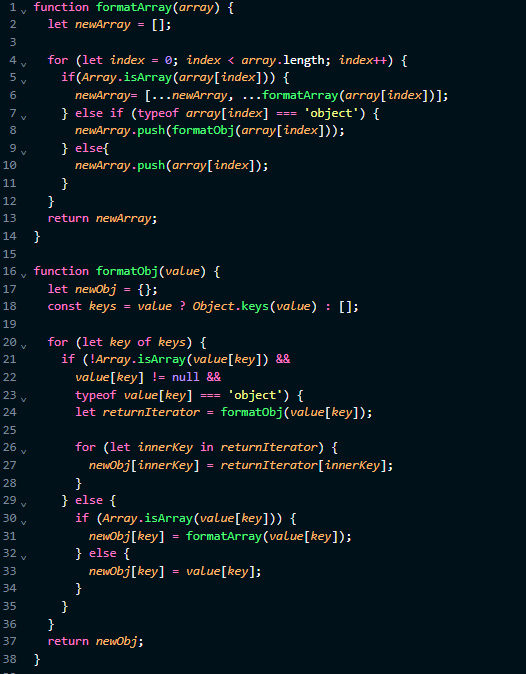 1 function formatArray(array) {
2   let newArray = [];
3
4   for (let index = 0; index < array.length; index++) {
5     if(Array.isArray(array[index])) {
6       newArray= [...newArray, ...formatArray(array[index])];
7     } else if (typeof array[index] === 'object') {
8       newArray.push(formatObj(array[index]));
9     } else{
10       newArray.push(array[index]);
11     }
12   }
13   return newArray;
14 }
15
16 function formatObj(value) {
17   let newObj = {};
18   const keys = value ? Object.keys(value) : [];
19
20   for (let key of keys) {
21     if (!Array.isArray(value[key]) &&
22       value[key] != null &&
23       typeof value[key] === 'object') {
24       let returnIterator = formatObj(value[key]);
25
26       for (let innerKey in returnIterator) {
27         newObj[innerKey] = returnIterator[innerKey];
28       }
29     } else {
30       if (Array.isArray(value[key])) {
31         newObj[key] = formatArray(value[key]);
32       } else {
33         newObj[key] = value[key];
34       }
35     }
36   }
37   return newObj;
38 }